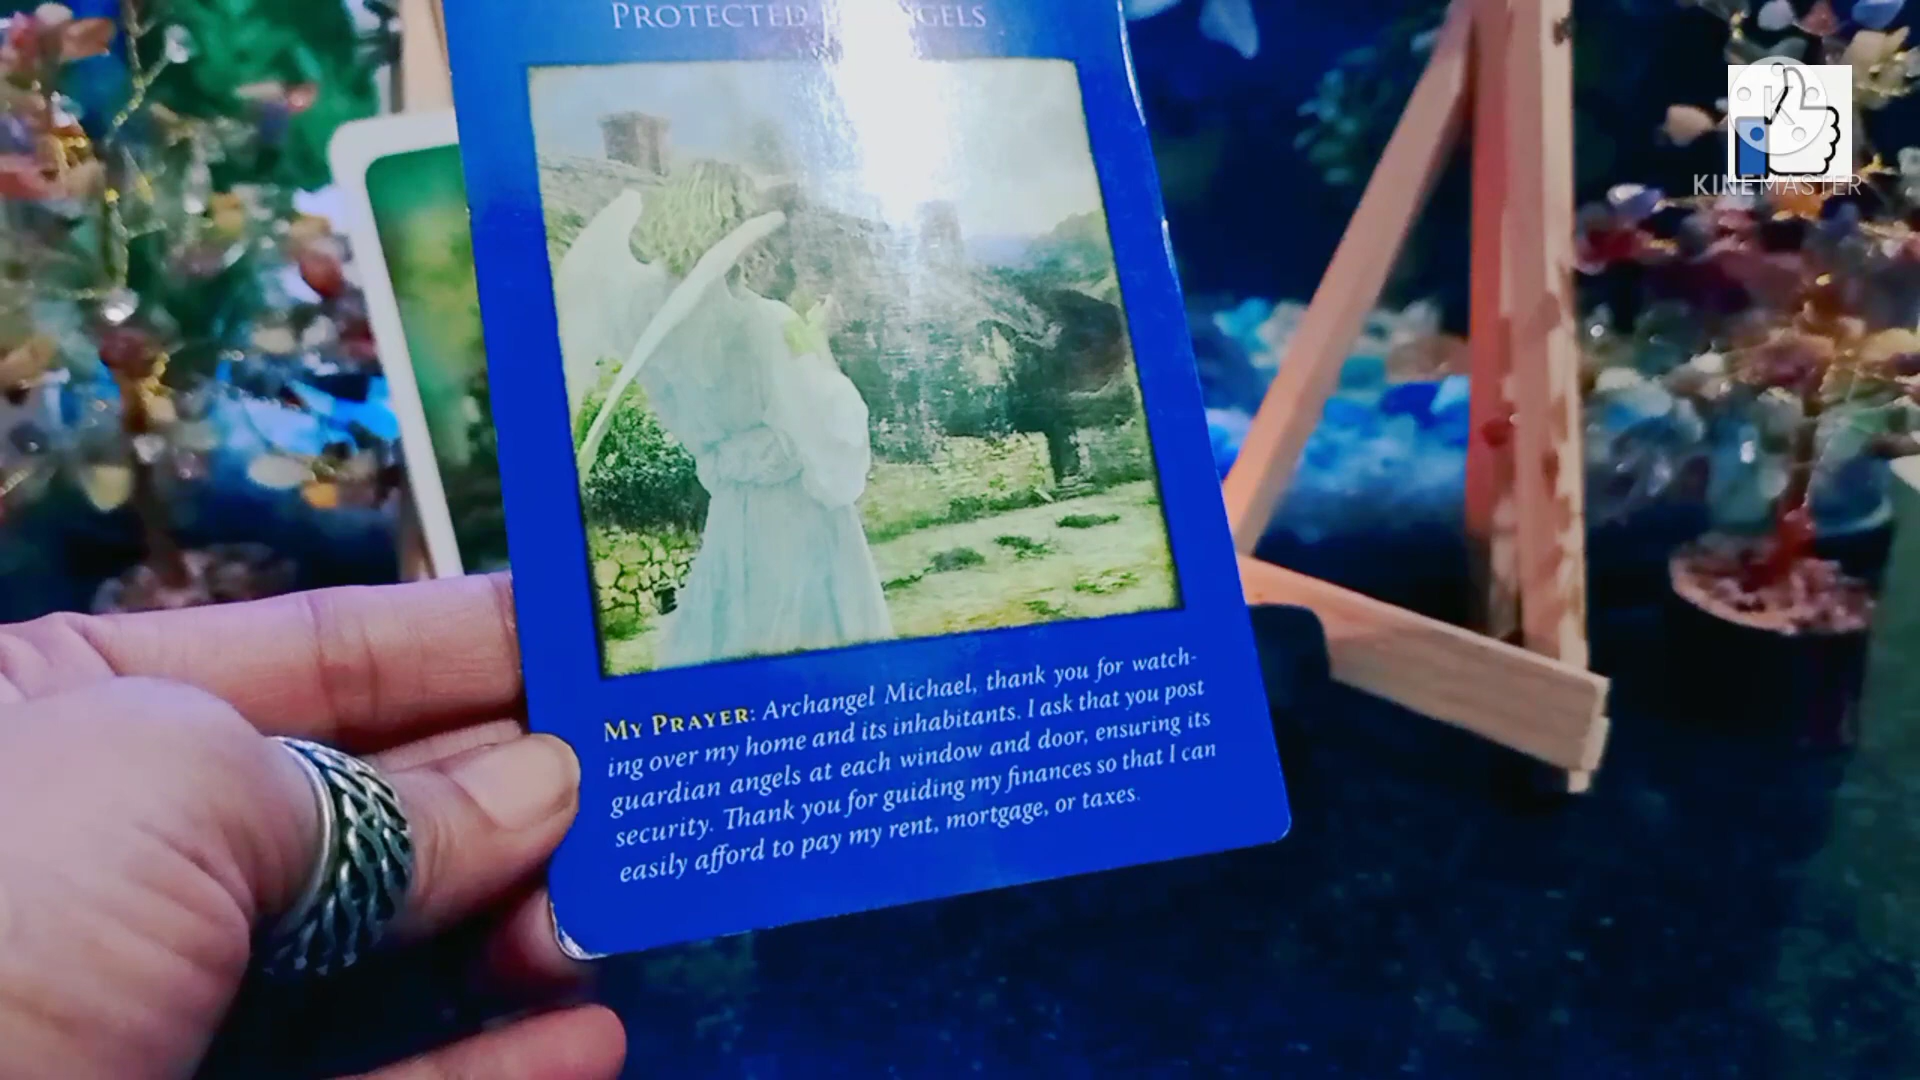 PROTECTED ANGELS
MY PRAYER: Archangel Michael, thank you for watch-
ing over my home and its inhabitants. I ask that you post
guardian angels at each window and door, ensuring its
security. Thank you for guiding my finances so that I can
easily afford to pay my rent, mortgage, or taxes.
K
KINEMASTER